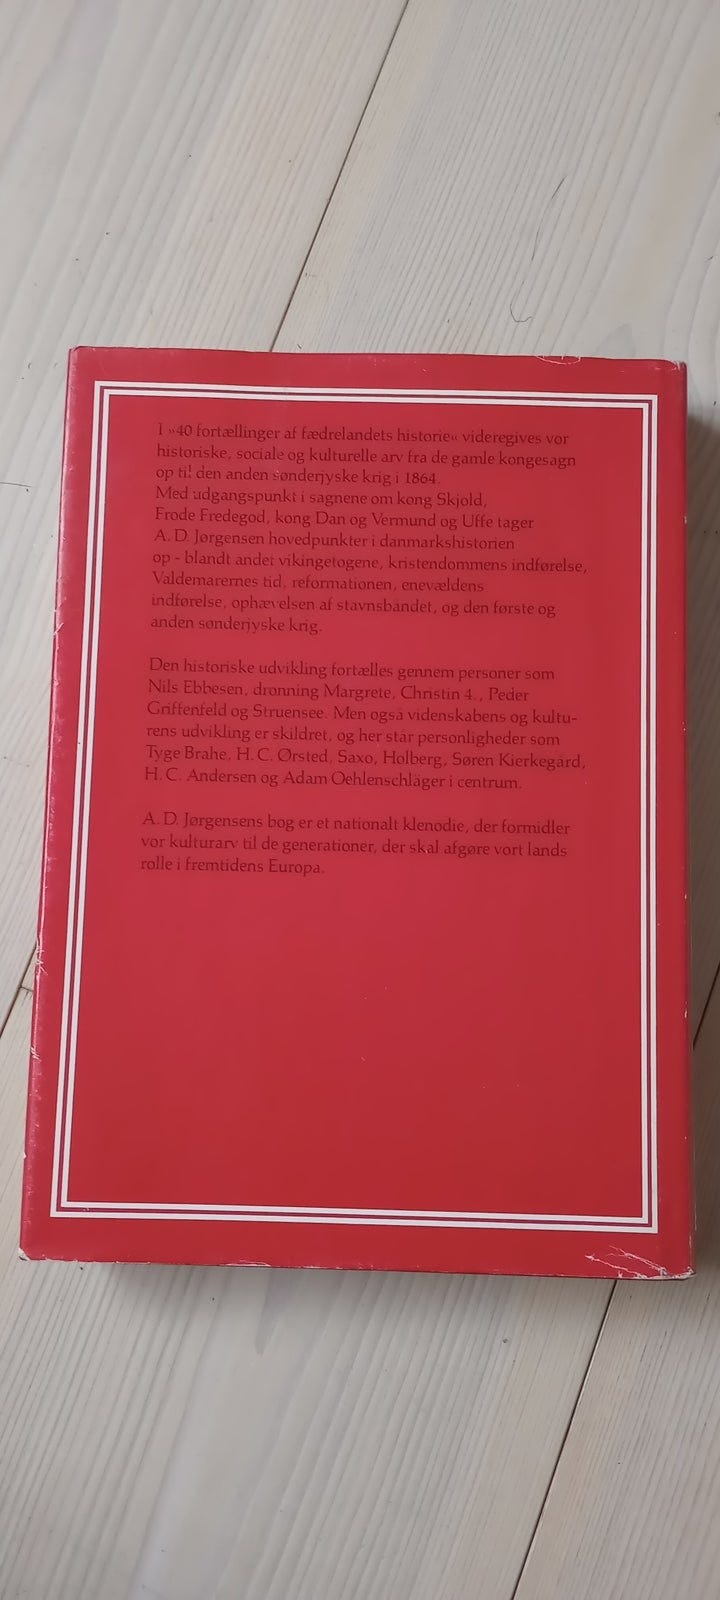 I »40 fortællinger af fædrelandets historie« videregives vor
historiske, sociale og kulturelle arv fra de gamle kongesagn
op til den anden sønderjyske krig i 1864.
Med udgangspunkt i sagnene om kong Skjold,
Frode Fredegod, kong Dan og Vermund og Uffe tager
A. D. Jørgensen hovedpunkter i danmarkshistorien
op - blandt andet vikingetogene, kristendommens indførelse,
Valdemarernes tid, reformationen, enevældens
indførelse, ophævelsen af stavnsbåndet, og den første og
anden sønderjyske krig.
Den historiske udvikling fortælles gennem personer som
Nils Ebbesen, dronning Margrete, Christin 4., Peder
Griffenfeld og Struensee. Men også videnskabens og kultu-
rens udvikling er skildret, og her står personligheder som
Tyge Brahe, H. C. Ørsted, Saxo, Holberg, Søren Kierkegård,
H. C. Andersen og Adam Oehlenschläger i centrum.
A. D. Jørgensens bog er et nationalt klenodie, der formidler
vor kulturarv til de generationer, der skal afgøre vort lands
rolle i fremtidens Europa.